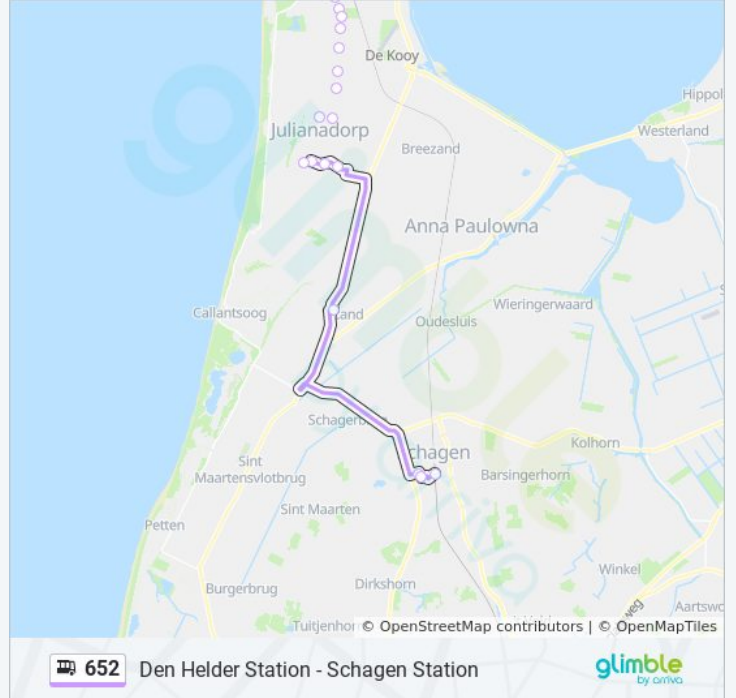 De Kooy
Hippol
Westerland
Julianadorp
Breezand
Anna Paulowna
Wieringerwaard
Callantsoog
Oudesluis
Kolhorn
Sint
Maartensvlotbrug
Barsingerhorn
Sint Maarten
Petten
Winkel
Burgerbrug
Dirkshorn
Aartswo
Tuitjenhor
© OpenStreetMap contributors | © OpenMapTiles
652 Den Helder Station - Schagen Station
glimble
by arriva